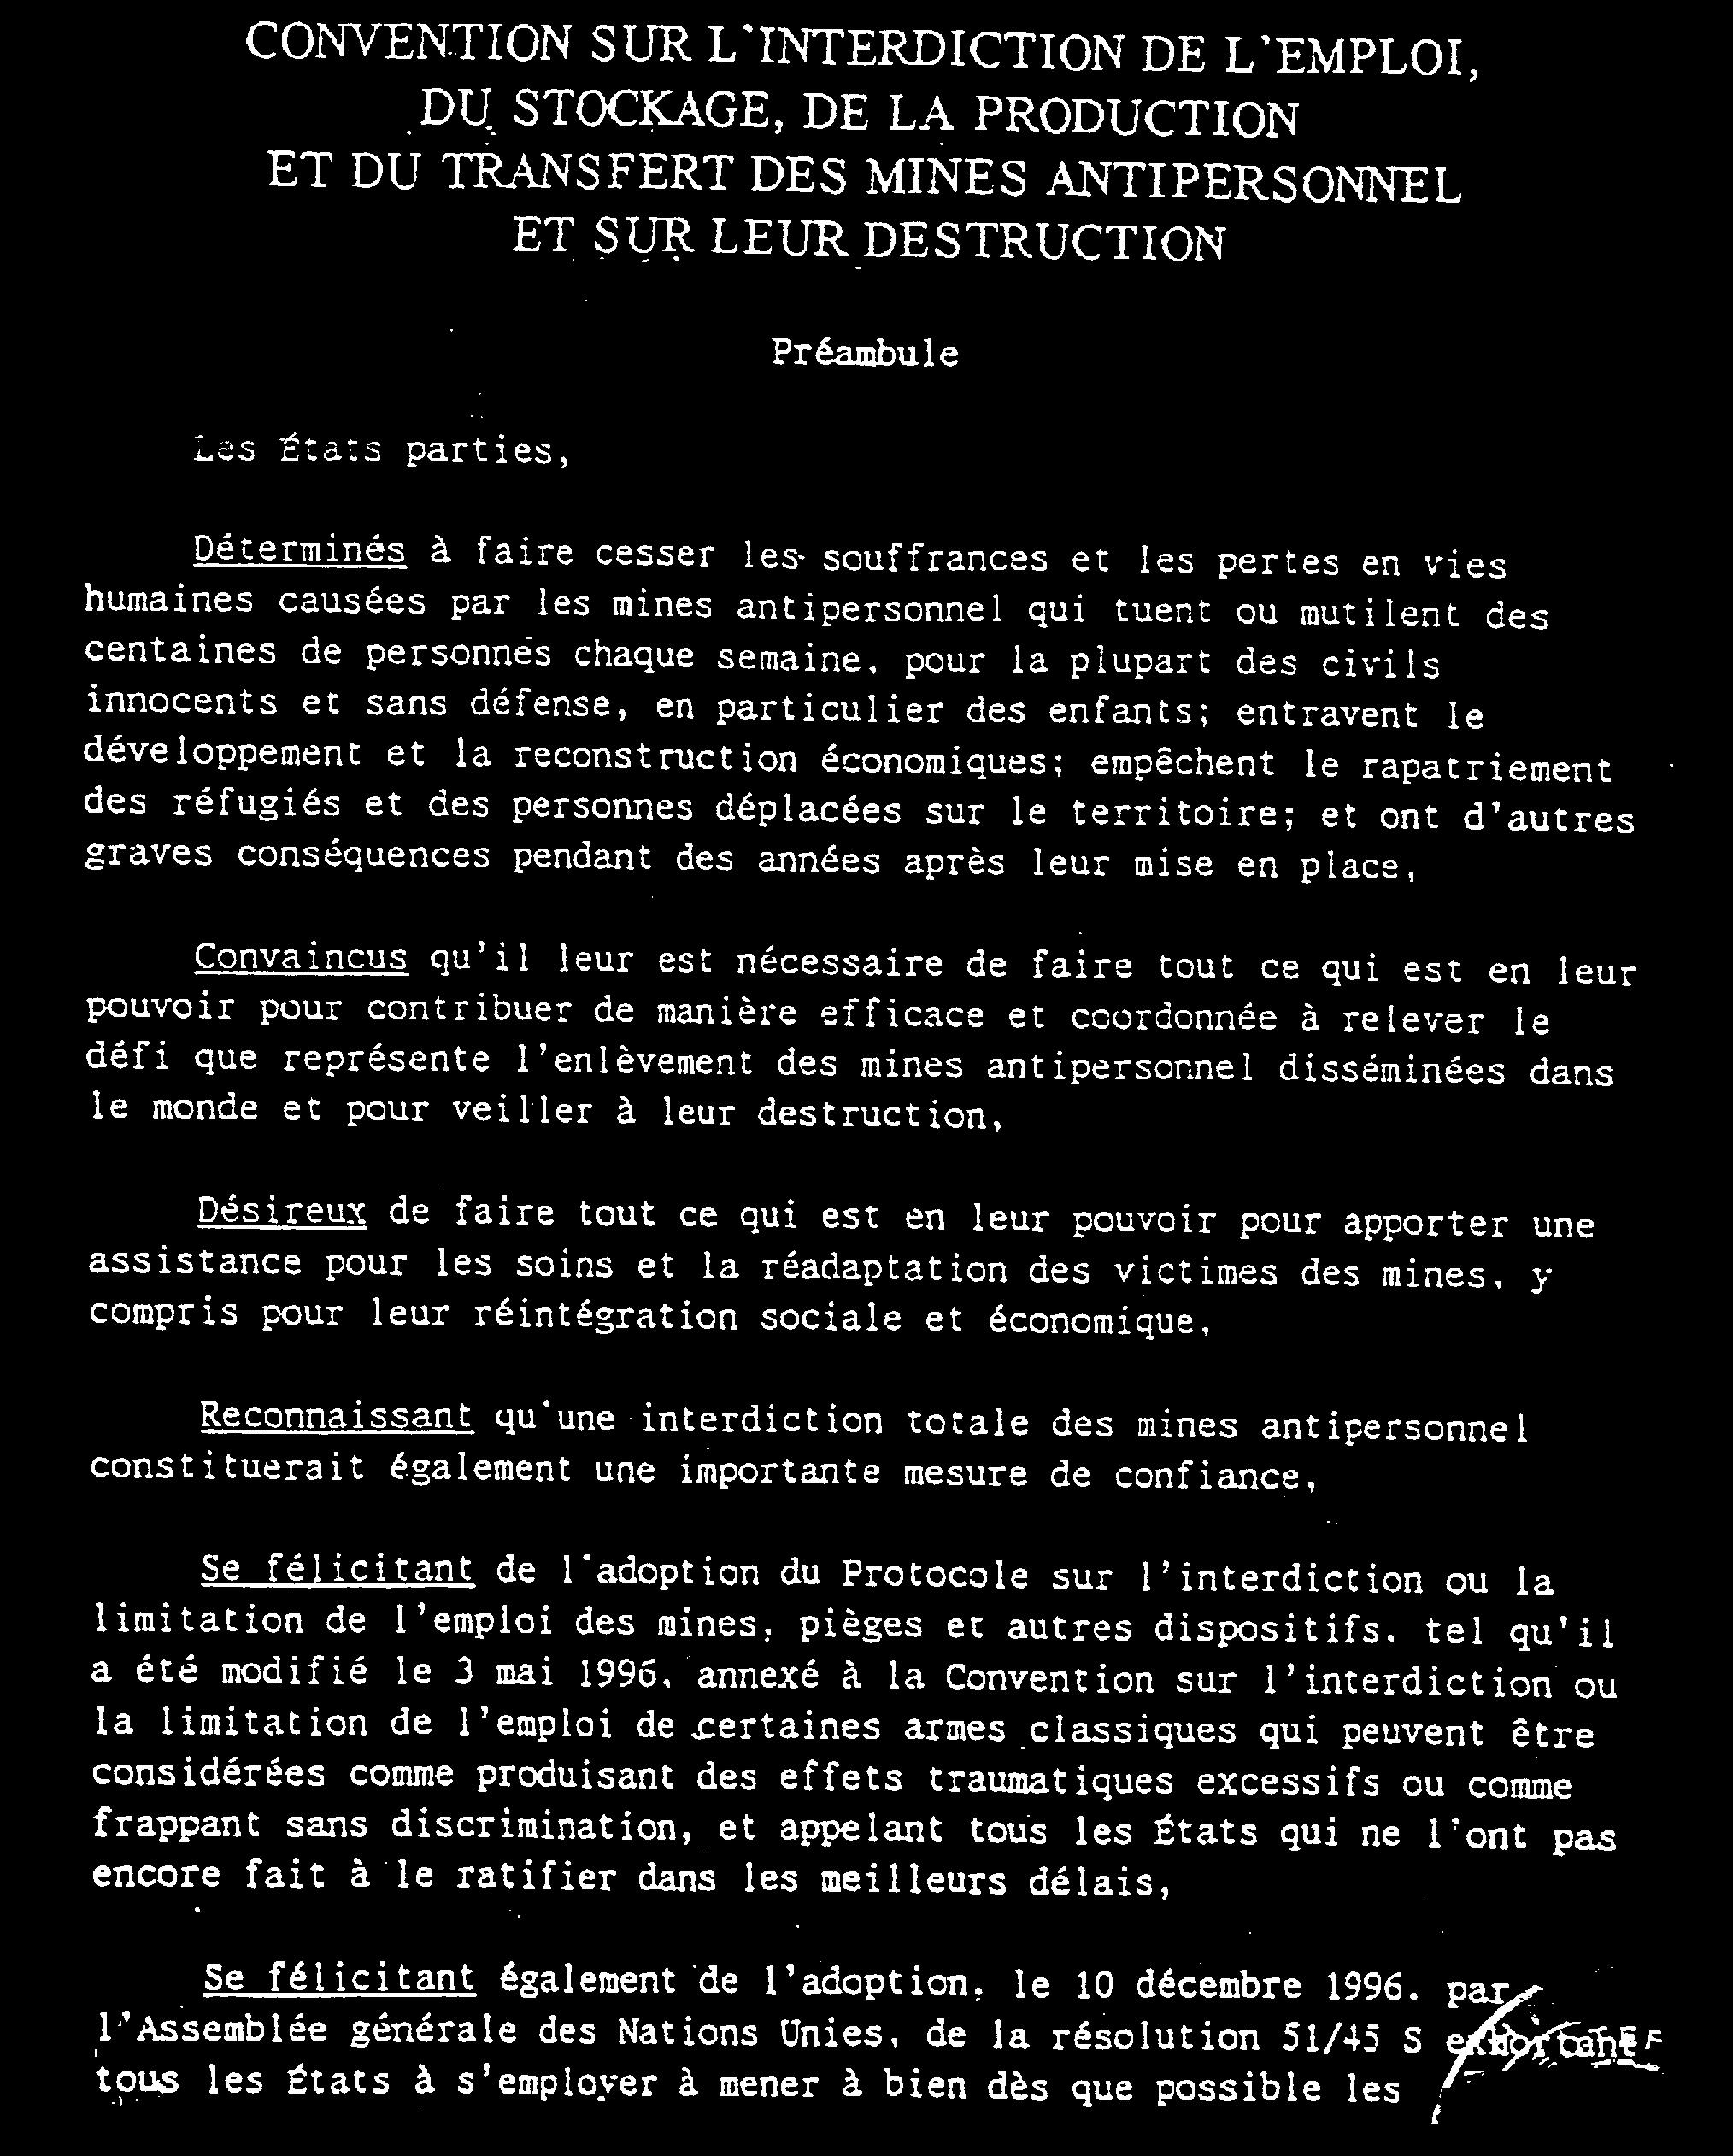 CONVENTION SUR L'INTERDICTION DE L'EMPLOI,
DU STOCKAGE, DE LA PRODUCTION
ET DU TRANSFERT DES MINES ANTIPERSONNEL
ET SUR LEUR DESTRUCTION
Préambule
Les États parties,
Déterminés à faire cesser les souffrances et les pertes en vies
humaines causées par les mines antipersonnel qui tuent ou mutilent des
centaines de personnes chaque semaine, pour la plupart des civils
innocents et sans défense, en particulier des enfants; entravent le
développement et la reconstruction économiques; empêchent le rapatriement
des réfugiés et des personnes déplacées sur le territoire; et ont d'autres
graves conséquences pendant des années après leur mise en place,
Convaincus qu'il leur est nécessaire de faire tout ce qui est en leur
pouvoir pour contribuer de manière efficace et coordonnée à relever le
défi que représente l'enlèvement des mines antipersonnel disséminées dans
le monde et pour veiller à leur destruction,
Désireux de faire tout ce qui est en leur pouvoir pour apporter une
assistance pour les soins et la réadaptation des victimes des mines, y
compris pour leur réintégration sociale et économique,
Reconnaissant qu'une interdiction totale des mines antipersonnel
constituerait également une importante mesure de confiance,
Se félicitant de l'adoption du Protocole sur l'interdiction ou la
limitation de l'emploi des mines, pièges et autres dispositifs, tel qu'il
a été modifié le 3 mai 1996, annexé à la Convention sur l'interdiction ou
la limitation de l'emploi de certaines armes classiques qui peuvent être
considérées comme produisant des effets traumatiques excessifs ou comme
frappant sans discrimination, et appelant tous les États qui ne l'ont pas
encore fait à le ratifier dans les meilleurs délais,
Se félicitant également de l'adoption, le 10 décembre 1996, par
l'Assemblée générale des Nations Unies, de la résolution 51/45 S exhortant
tous les États à s'employer à mener à bien dès que possible les